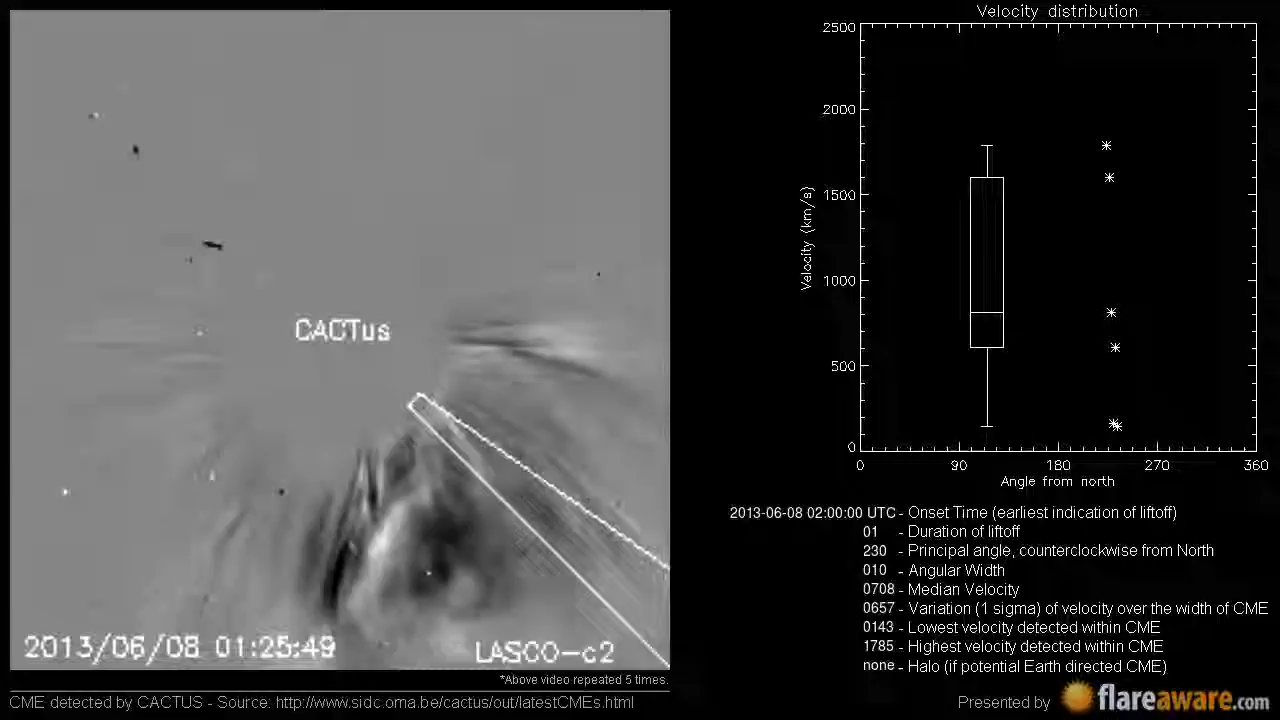 CACTus
2013/06/08 01:25:49
LASCO-c2
*Above video repeated 5 times.
CME detected by CACTUS - Source: http://www.sidc.oma.be/cactus/out/latestCMEs.html
Velocity distribution
2500
2000
1500
1000
500
0
Velocity (km/s)
0 90 180 270 360
Angle from north
2013-06-08 02:00:00 UTC - Onset Time (earliest indication of liftoff)
01 - Duration of liftoff
230 - Principal angle, counterclockwise from North
010 - Angular Width
0708 - Median Velocity
0657 - Variation (1 sigma) of velocity over the width of CME
0143 - Lowest velocity detected within CME
1785 - Highest velocity detected within CME
none - Halo (if potential Earth directed CME)
Presented by flareaware.com